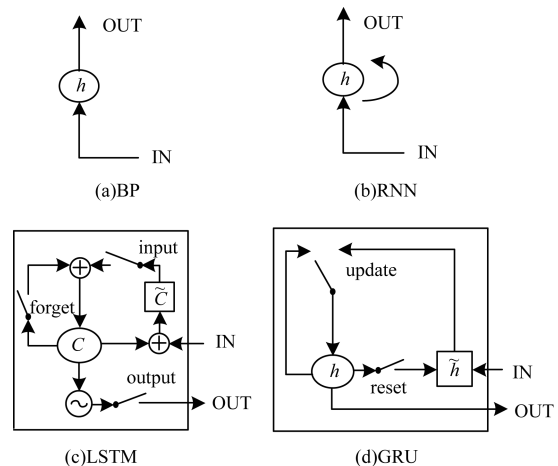 OUT
h
IN
(a)BP
OUT
h
IN
(b)RNN
input
forget
C̃
C
IN
output
OUT
(c)LSTM
update
h
reset
h̃
IN
OUT
(d)GRU